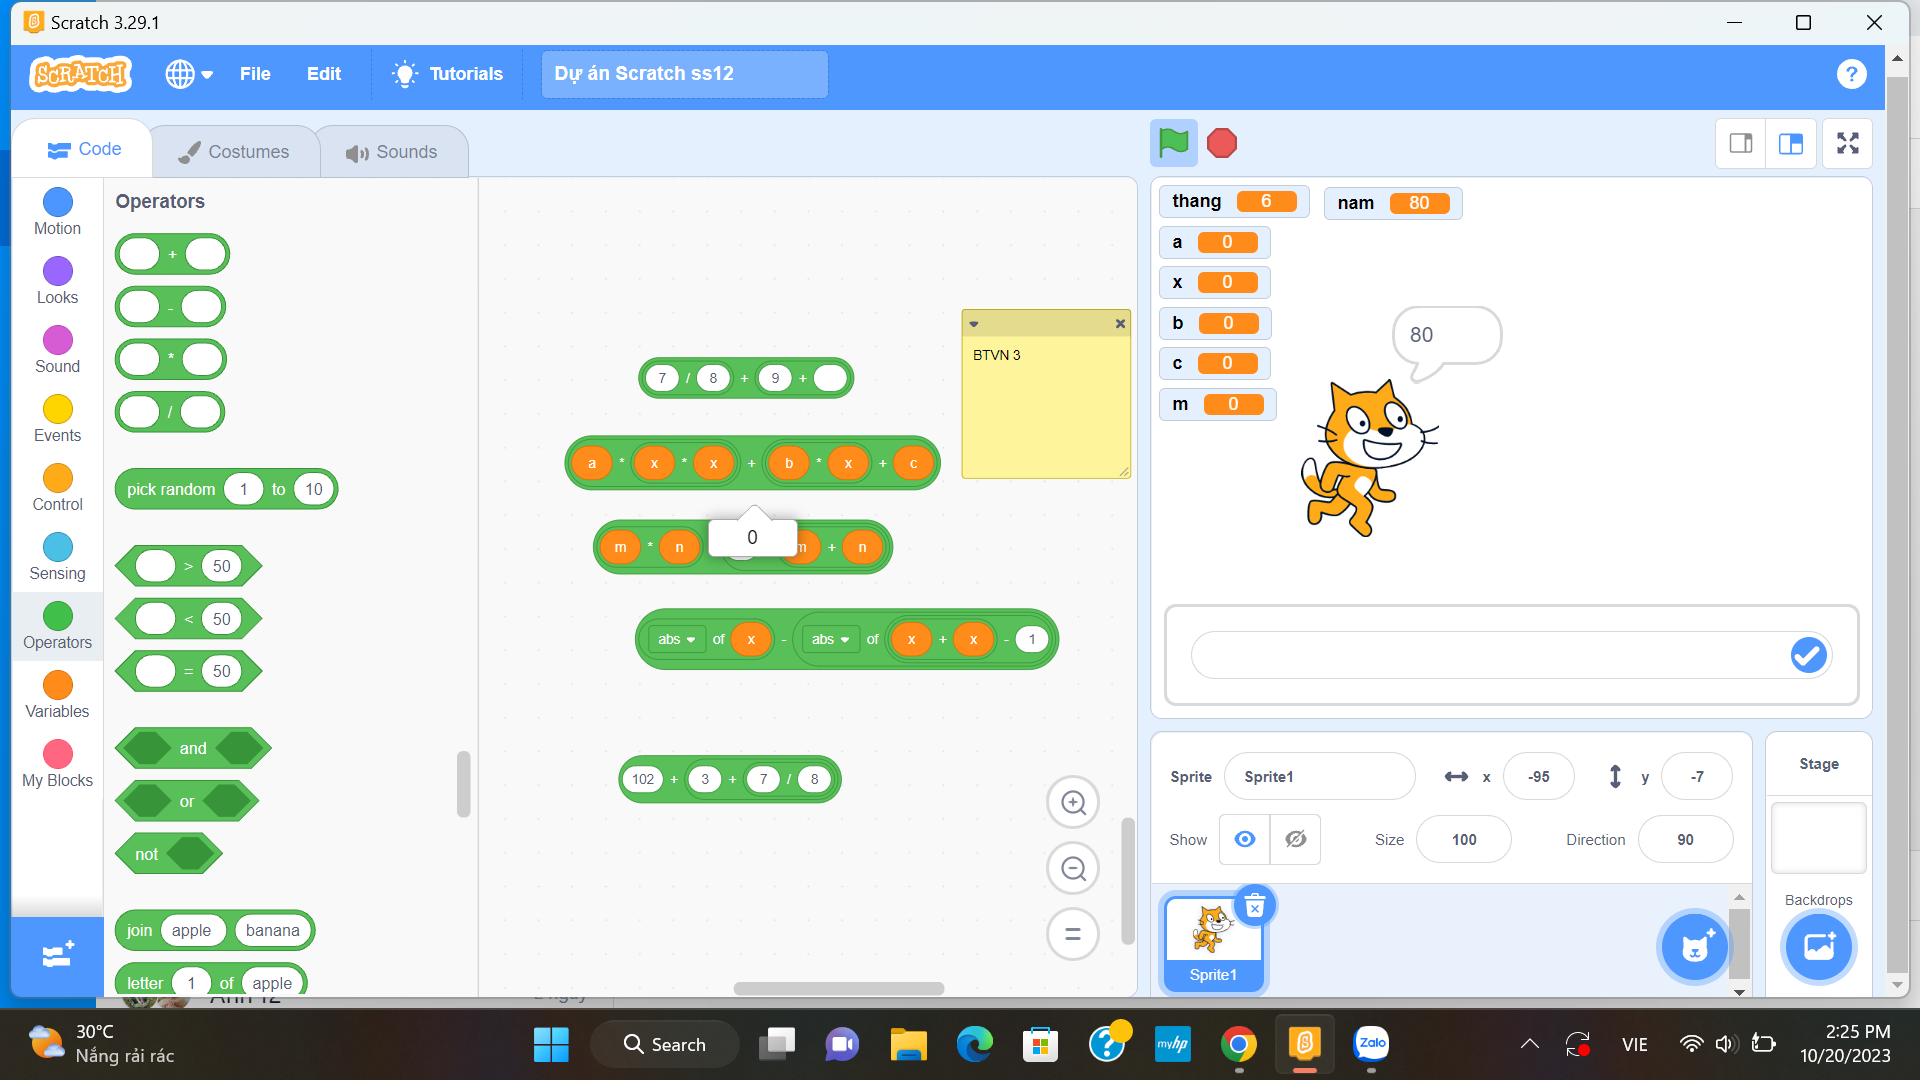 Scratch 3.29.1
SCRATCH
File
Edit
Tutorials
Dự án Scratch ss12
?
Code
Costumes
Sounds
Motion
Looks
Sound
Events
Control
Sensing
Operators
Variables
My Blocks
Operators
+
-
*
/
pick random 1 to 10
> 50
< 50
= 50
and
or
not
join apple banana
letter 1 of apple
7 / 8 + 9 +
a * x * x + b * x + c
m * n m + n
0
abs of x - abs of x + x - 1
102 + 3 + 7 / 8
BTVN 3
thang 6
nam 80
a 0
x 0
b 0
c 0
m 0
80
Sprite
Sprite1
x
-95
y
-7
Show
Size
100
Direction
90
Sprite1
Stage
Backdrops
30°C
Nắng rải rác
Search
myhp
Zalo
VIE
2:25 PM
10/20/2023